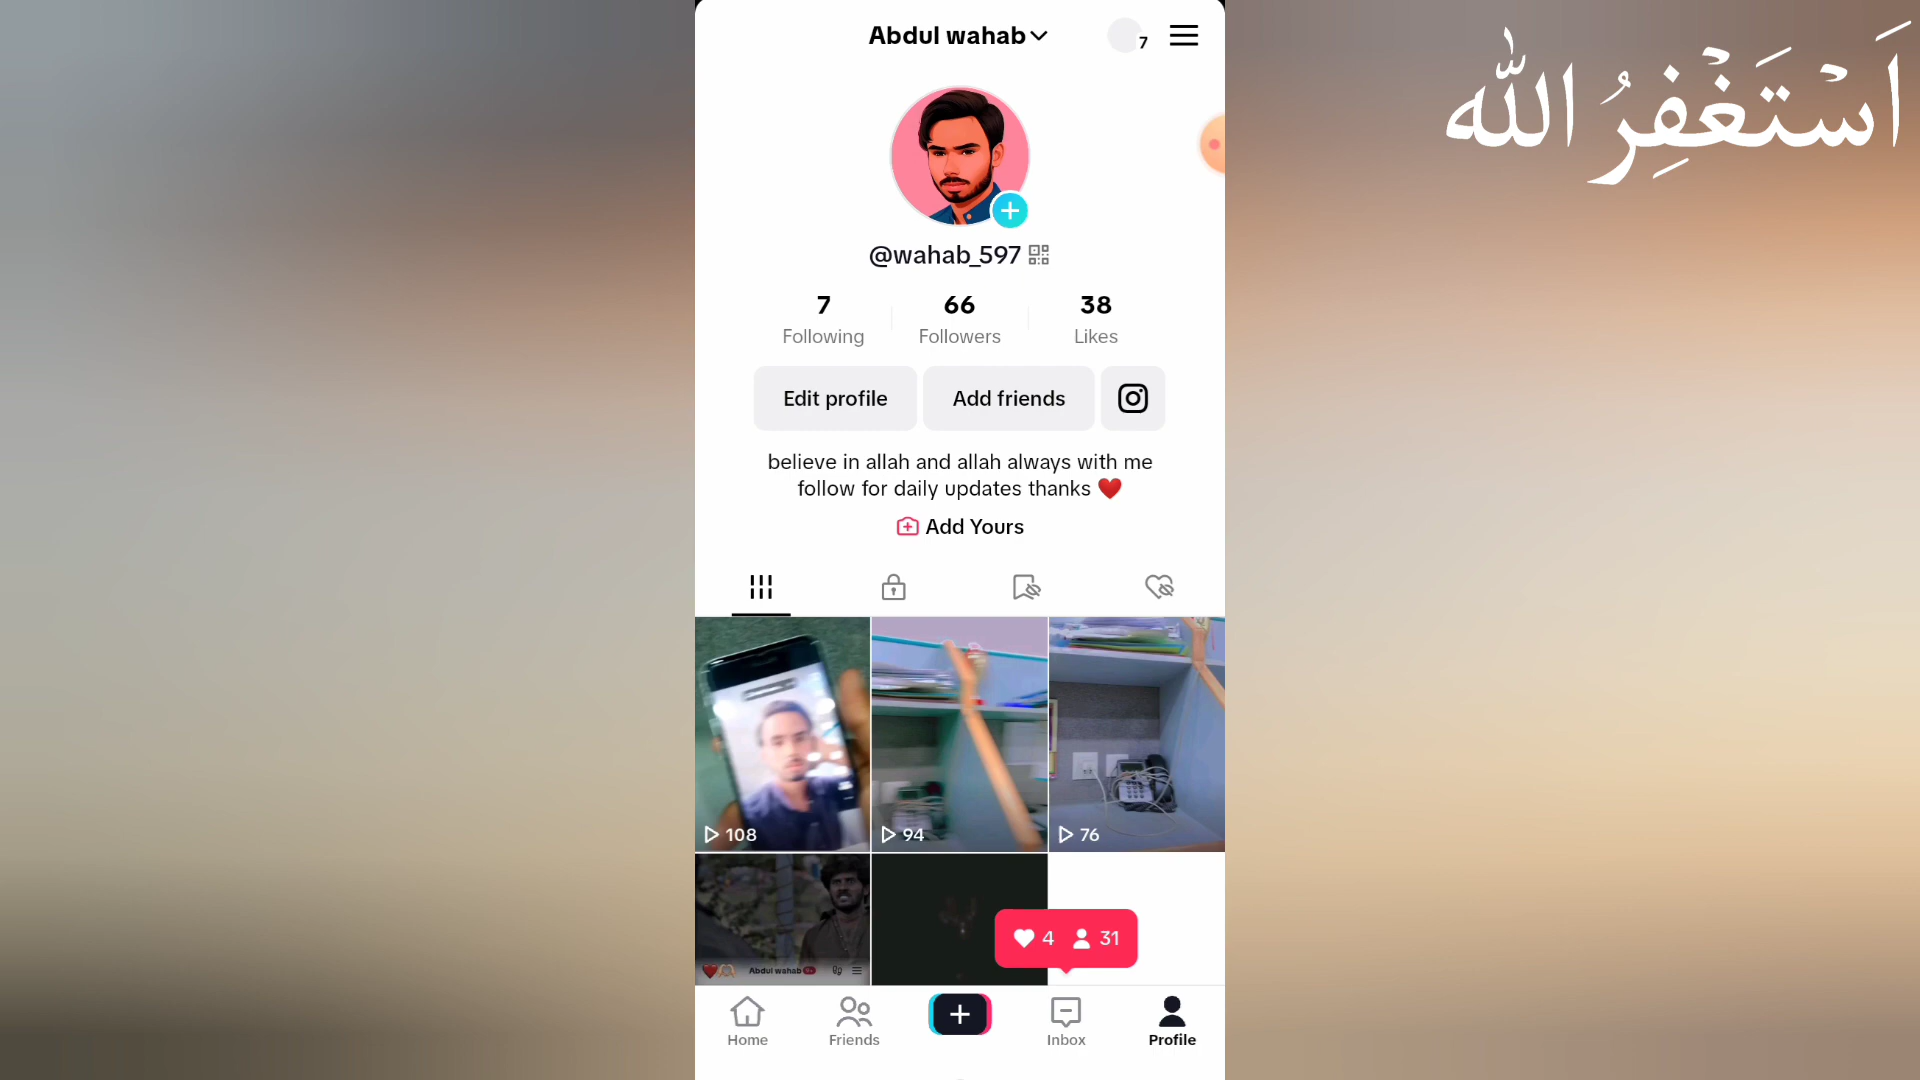 Abdul wahab
7
أَسْتَغْفِرُ اللّٰه
@wahab_597
7 66 38
Following Followers Likes
Edit profile Add friends
believe in allah and allah always with me
follow for daily updates thanks ❤️
Add Yours
108 94 76
Abdul wahab
4 31
Home Friends Inbox Profile